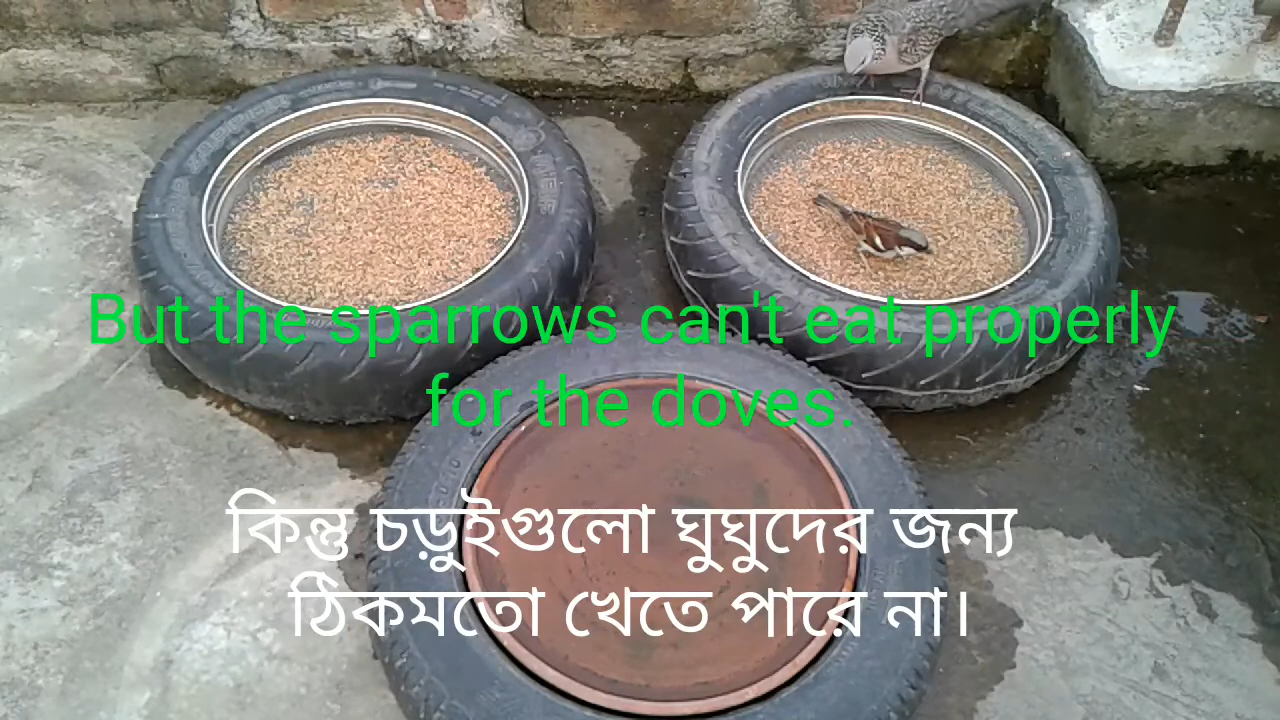 But the sparrows can't eat properly
for the doves.
কিন্তু চড়ুইগুলো ঘুঘুদের জন্য
ঠিকমতো খেতে পারে না।